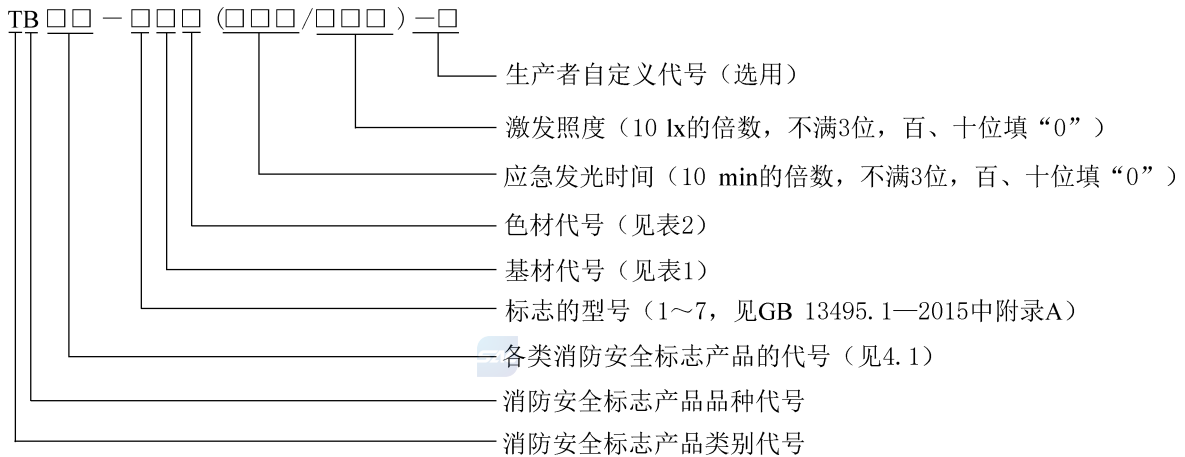 TB□□-□□□(□□□/□□□)-□
生产者自定义代号（选用）
激发照度（10 lx的倍数，不满3位，百、十位填“0”）
应急发光时间（10 min的倍数，不满3位，百、十位填“0”）
色材代号（见表2）
基材代号（见表1）
标志的型号（1～7，见GB 13495.1—2015中附录A）
各类消防安全标志产品的代号（见4.1）
消防安全标志产品品种代号
消防安全标志产品类别代号